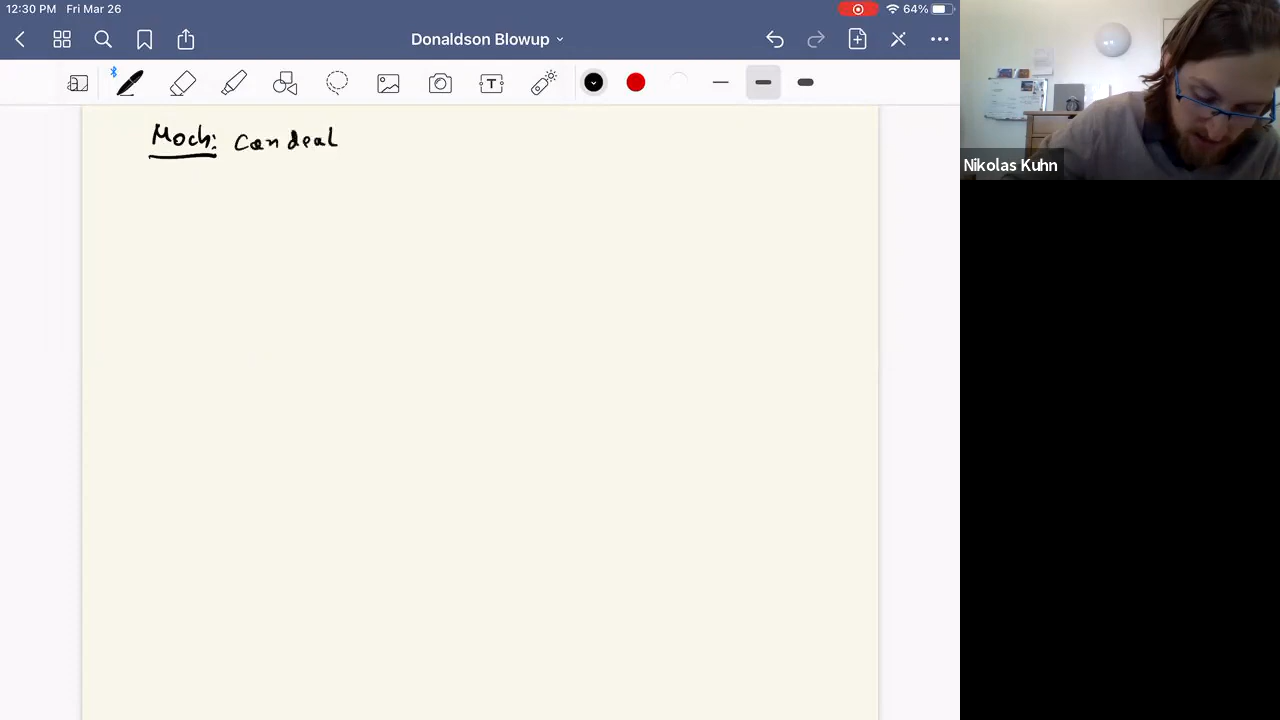 12:30 PM Fri Mar 26
64%
Donaldson Blowup
T
Moch: Can deal
Nikolas Kuhn